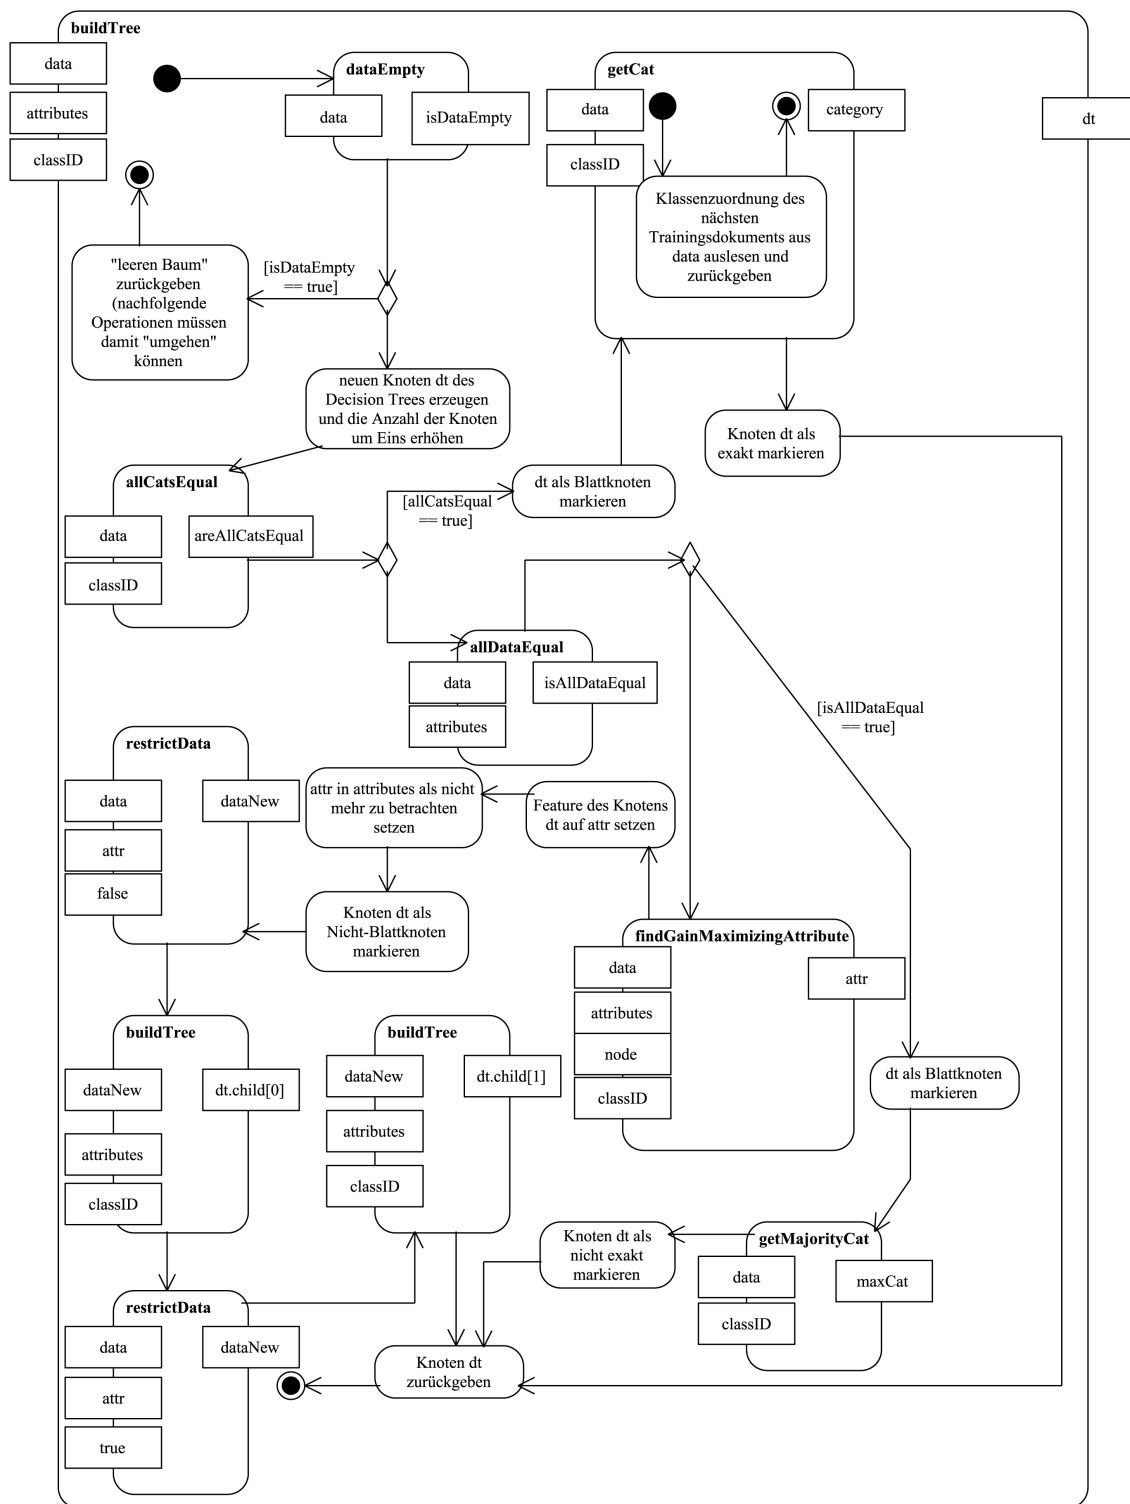 buildTree
data
attributes
classID
dt
dataEmpty
data
isDataEmpty
getCat
data
classID
category
Klassenzuordnung des
nächsten
Trainingsdokuments aus
data auslesen und
zurückgeben
"leeren Baum"
zurückgeben
(nachfolgende
Operationen müssen
damit "umgehen"
können
[isDataEmpty
== true]
neuen Knoten dt des
Decision Trees erzeugen
und die Anzahl der Knoten
um Eins erhöhen
Knoten dt als
exakt markieren
allCatsEqual
data
classID
areAllCatsEqual
[allCatsEqual
== true]
dt als Blattknoten
markieren
allDataEqual
data
attributes
isAllDataEqual
[isAllDataEqual
== true]
restrictData
data
attr
false
dataNew
attr in attributes als nicht
mehr zu betrachten
setzen
Feature des Knotens
dt auf attr setzen
Knoten dt als
Nicht-Blattknoten
markieren
findGainMaximizingAttribute
data
attributes
node
classID
attr
buildTree
dataNew
attributes
classID
dt.child[0]
buildTree
dataNew
attributes
classID
dt.child[1]
dt als Blattknoten
markieren
Knoten dt als
nicht exakt
markieren
getMajorityCat
data
classID
maxCat
restrictData
data
attr
true
dataNew
Knoten dt
zurückgeben